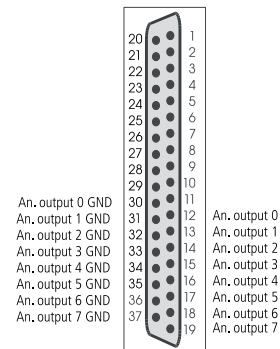 20 1
21 2
22 3
23 4
24 5
25 6
26 7
27 8
28 9
29 10
An. output 0 GND 30 11
An. output 1 GND 31 12 An. output 0
An. output 2 GND 32 13 An. output 1
An. output 3 GND 33 14 An. output 2
An. output 4 GND 34 15 An. output 3
An. output 5 GND 35 16 An. output 4
An. output 6 GND 36 17 An. output 5
An. output 7 GND 37 18 An. output 6
19 An. output 7